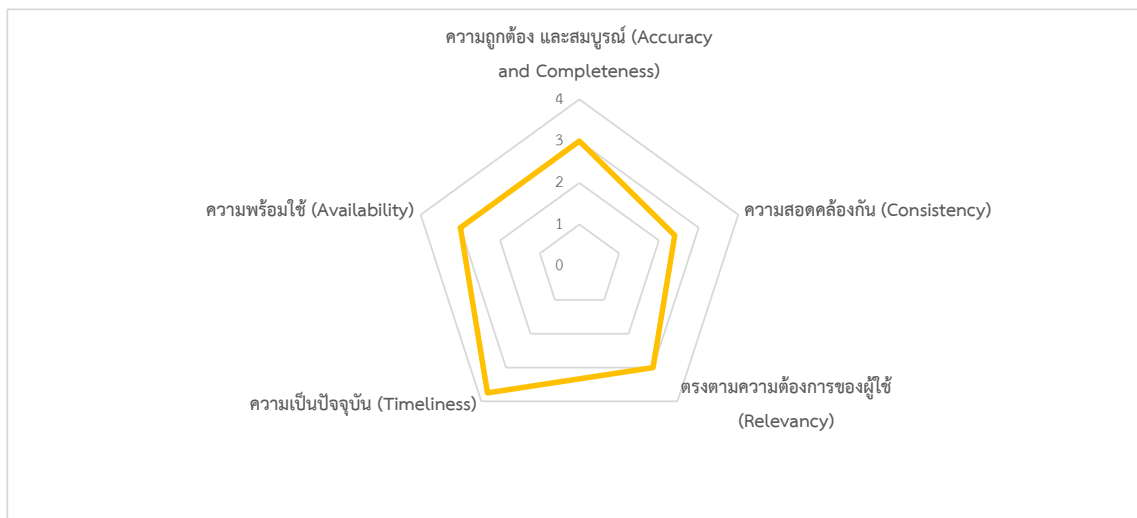 ความถูกต้อง และสมบูรณ์ (Accuracy
and Completeness)
4
3
2
1
0
ความพร้อมใช้ (Availability)
ความสอดคล้องกัน (Consistency)
ความเป็นปัจจุบัน (Timeliness)
ตรงตามความต้องการของผู้ใช้
(Relevancy)